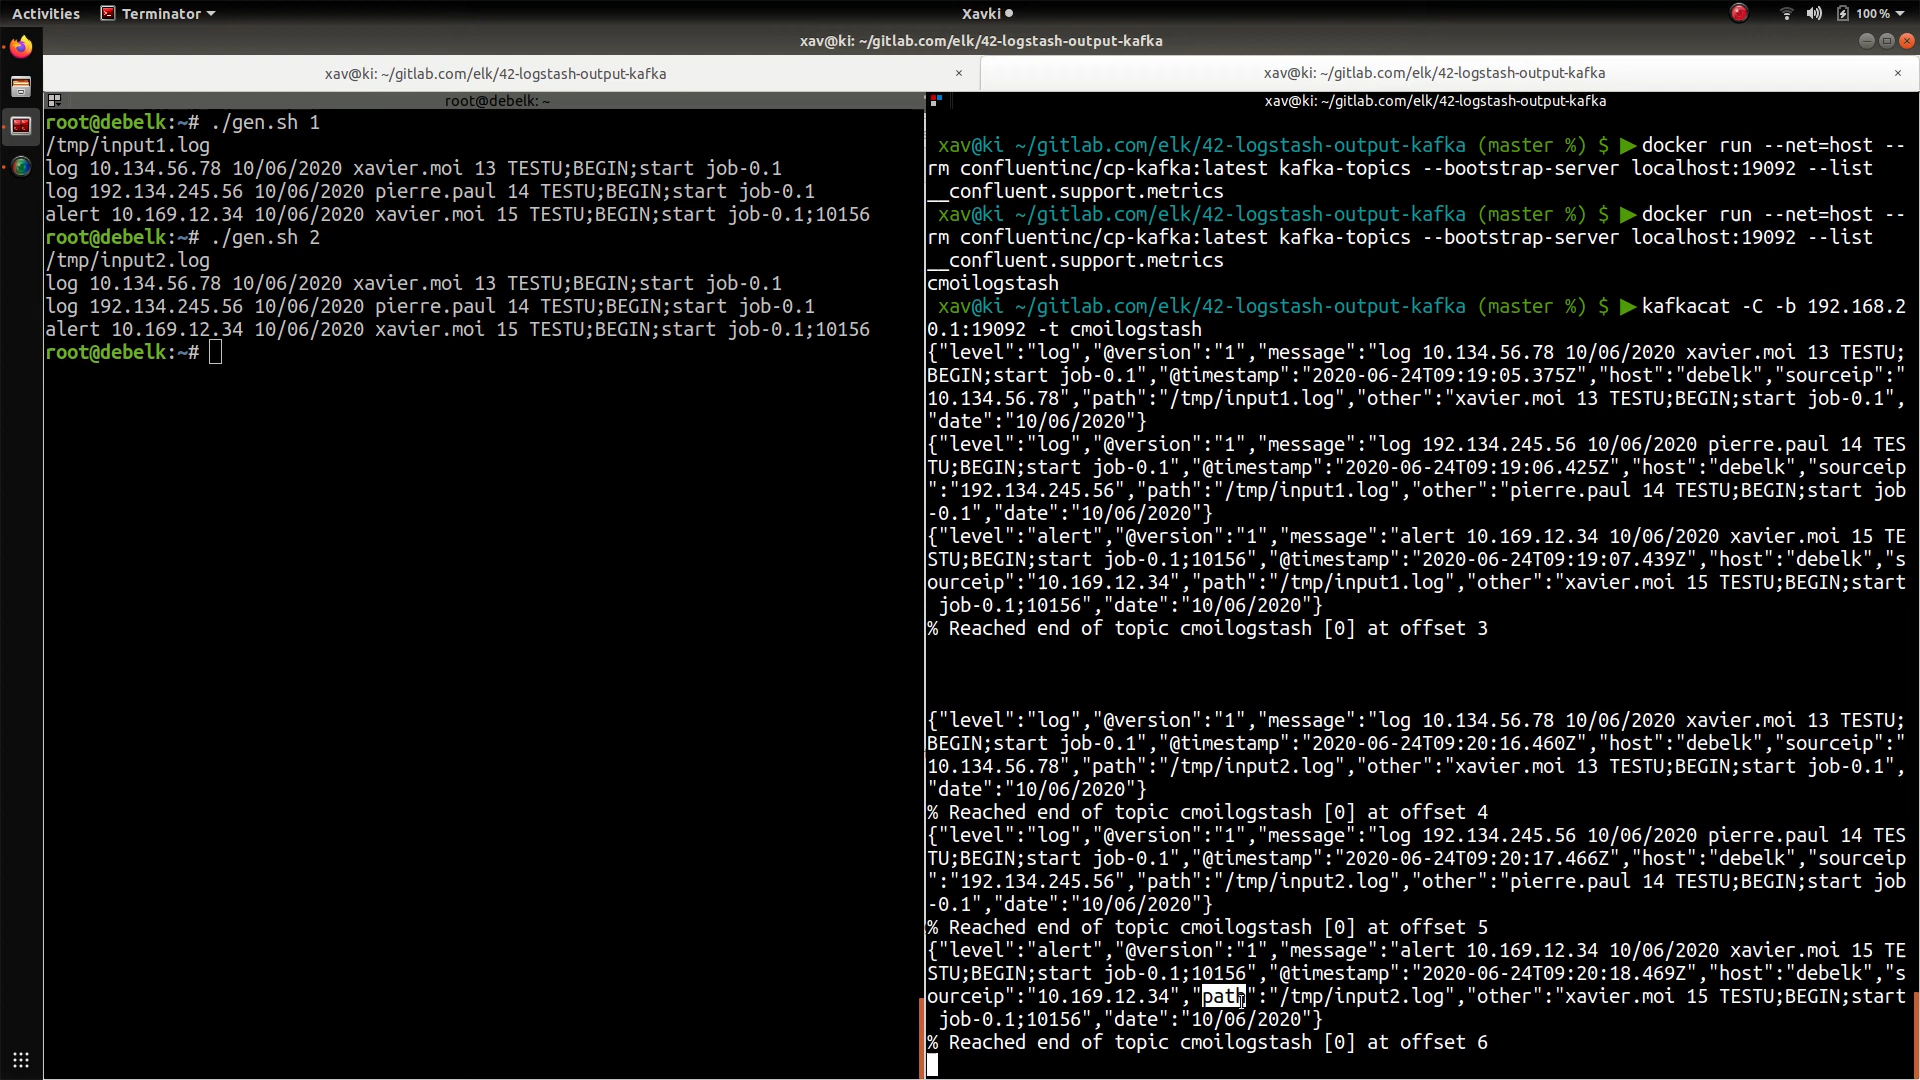 Activities Terminator Xavki 100 %
xav@ki: ~/gitlab.com/elk/42-logstash-output-kafka
xav@ki: ~/gitlab.com/elk/42-logstash-output-kafka × xav@ki: ~/gitlab.com/elk/42-logstash-output-kafka ×
root@debelk: ~
root@debelk:~# ./gen.sh 1
/tmp/input1.log
log 10.134.56.78 10/06/2020 xavier.moi 13 TESTU;BEGIN;start job-0.1
log 192.134.245.56 10/06/2020 pierre.paul 14 TESTU;BEGIN;start job-0.1
alert 10.169.12.34 10/06/2020 xavier.moi 15 TESTU;BEGIN;start job-0.1;10156
root@debelk:~# ./gen.sh 2
/tmp/input2.log
log 10.134.56.78 10/06/2020 xavier.moi 13 TESTU;BEGIN;start job-0.1
log 192.134.245.56 10/06/2020 pierre.paul 14 TESTU;BEGIN;start job-0.1
alert 10.169.12.34 10/06/2020 xavier.moi 15 TESTU;BEGIN;start job-0.1;10156
root@debelk:~#
xav@ki: ~/gitlab.com/elk/42-logstash-output-kafka
xav@ki ~/gitlab.com/elk/42-logstash-output-kafka (master %) $ ▶docker run --net=host --
rm confluentinc/cp-kafka:latest kafka-topics --bootstrap-server localhost:19092 --list
__confluent.support.metrics
xav@ki ~/gitlab.com/elk/42-logstash-output-kafka (master %) $ ▶docker run --net=host --
rm confluentinc/cp-kafka:latest kafka-topics --bootstrap-server localhost:19092 --list
__confluent.support.metrics
cmoilogstash
xav@ki ~/gitlab.com/elk/42-logstash-output-kafka (master %) $ ▶kafkacat -C -b 192.168.2
0.1:19092 -t cmoilogstash
{"level":"log","@version":"1","message":"log 10.134.56.78 10/06/2020 xavier.moi 13 TESTU;
BEGIN;start job-0.1","@timestamp":"2020-06-24T09:19:05.375Z","host":"debelk","sourceip":"
10.134.56.78","path":"/tmp/input1.log","other":"xavier.moi 13 TESTU;BEGIN;start job-0.1",
"date":"10/06/2020"}
{"level":"log","@version":"1","message":"log 192.134.245.56 10/06/2020 pierre.paul 14 TES
TU;BEGIN;start job-0.1","@timestamp":"2020-06-24T09:19:06.425Z","host":"debelk","sourceip
":"192.134.245.56","path":"/tmp/input1.log","other":"pierre.paul 14 TESTU;BEGIN;start job
-0.1","date":"10/06/2020"}
{"level":"alert","@version":"1","message":"alert 10.169.12.34 10/06/2020 xavier.moi 15 TE
STU;BEGIN;start job-0.1;10156","@timestamp":"2020-06-24T09:19:07.439Z","host":"debelk","s
ourceip":"10.169.12.34","path":"/tmp/input1.log","other":"xavier.moi 15 TESTU;BEGIN;start
job-0.1;10156","date":"10/06/2020"}
% Reached end of topic cmoilogstash [0] at offset 3
{"level":"log","@version":"1","message":"log 10.134.56.78 10/06/2020 xavier.moi 13 TESTU;
BEGIN;start job-0.1","@timestamp":"2020-06-24T09:20:16.460Z","host":"debelk","sourceip":"
10.134.56.78","path":"/tmp/input2.log","other":"xavier.moi 13 TESTU;BEGIN;start job-0.1",
"date":"10/06/2020"}
% Reached end of topic cmoilogstash [0] at offset 4
{"level":"log","@version":"1","message":"log 192.134.245.56 10/06/2020 pierre.paul 14 TES
TU;BEGIN;start job-0.1","@timestamp":"2020-06-24T09:20:17.466Z","host":"debelk","sourceip
":"192.134.245.56","path":"/tmp/input2.log","other":"pierre.paul 14 TESTU;BEGIN;start job
-0.1","date":"10/06/2020"}
% Reached end of topic cmoilogstash [0] at offset 5
{"level":"alert","@version":"1","message":"alert 10.169.12.34 10/06/2020 xavier.moi 15 TE
STU;BEGIN;start job-0.1;10156","@timestamp":"2020-06-24T09:20:18.469Z","host":"debelk","s
ourceip":"10.169.12.34","path":"/tmp/input2.log","other":"xavier.moi 15 TESTU;BEGIN;start
job-0.1;10156","date":"10/06/2020"}
% Reached end of topic cmoilogstash [0] at offset 6